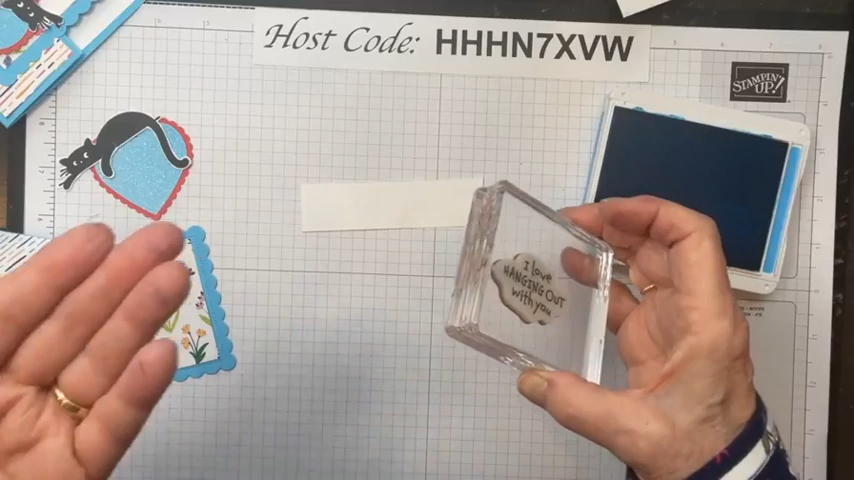 Host Code: HHHN7XVW
STAMPIN' UP!
I love
HANGING OUT
with you